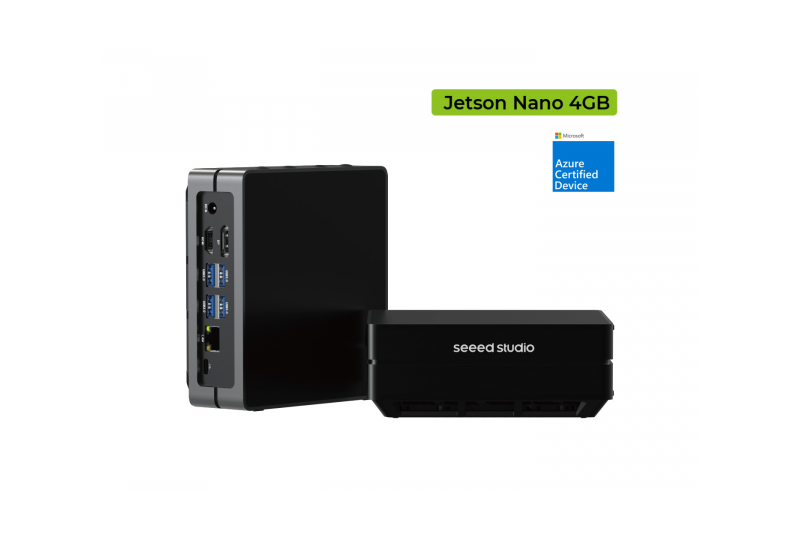 Jetson Nano 4GB
Microsoft
Azure
Certified
Device
seeed studio